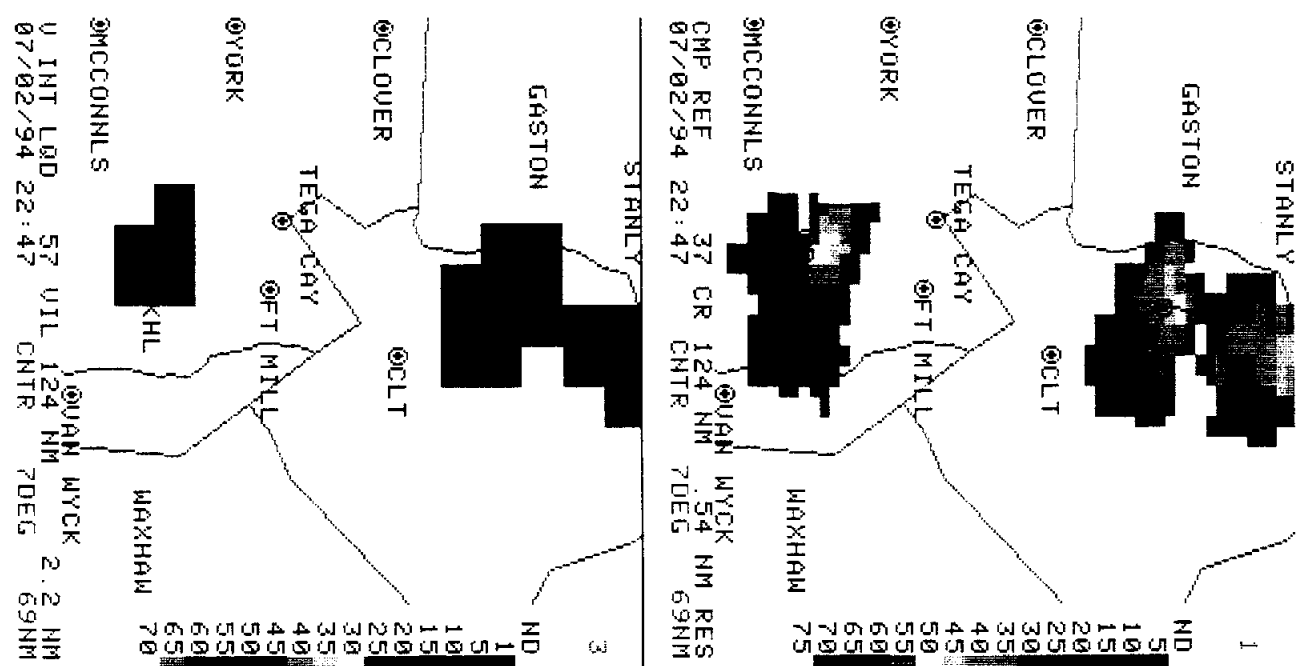 STANLY
1
GASTON
ND
5
10
15
20
CLOVER
CLT
25
30
35
TEGA CAY
40
45
FT MILL
50
YORK
55
60
65
70
WAXHAW
75
MCCONNLS
VAN WYCK
CMP REF 37 CR 124 NM .54 NM RES
07/02/94 22:47 CNTR 7DEG 69NM
STANLY
3
GASTON
ND
1
5
10
15
20
CLOVER
CLT
25
30
35
TEGA CAY
40
45
FT MILL
50
YORK
55
60
65
KHL
WAXHAW
70
MCCONNLS
VAN WYCK
V INT LQD 57 VIL 124 NM 2.2 NM
07/02/94 22:47 CNTR 7DEG 69NM